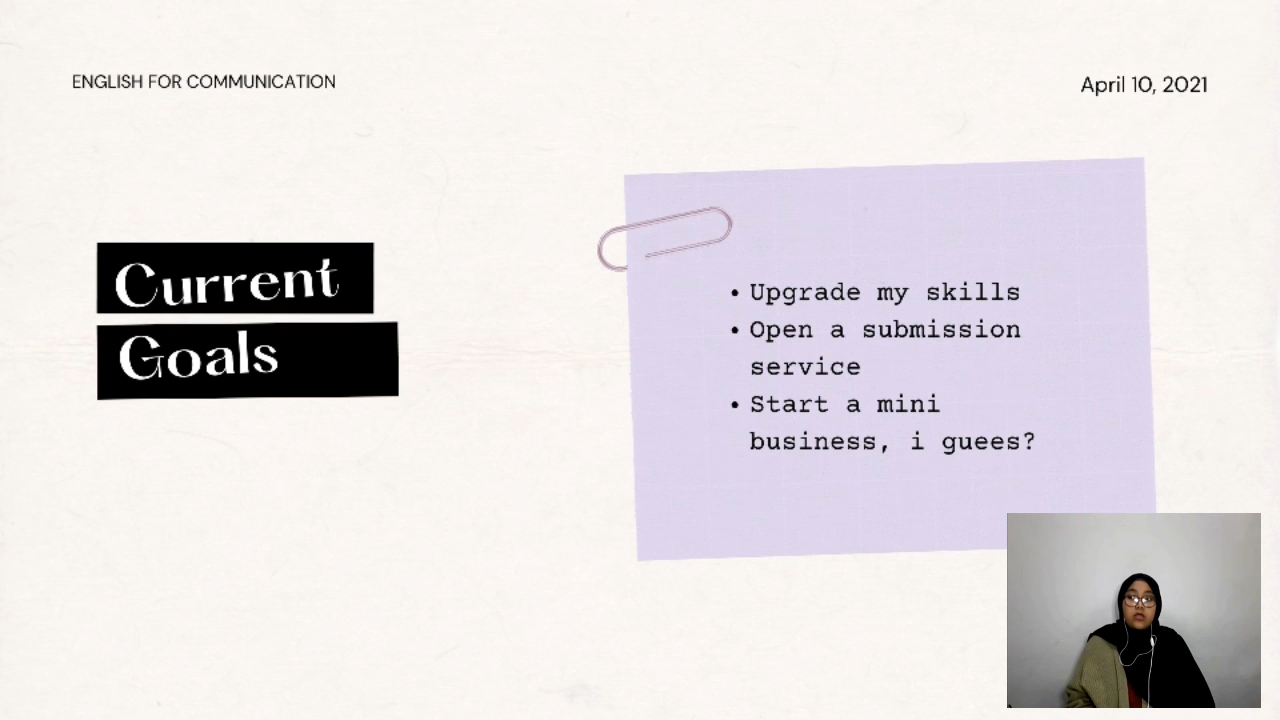 ENGLISH FOR COMMUNICATION
April 10, 2021
Current
Goals
• Upgrade my skills
• Open a submission
service
• Start a mini
business, i guees?